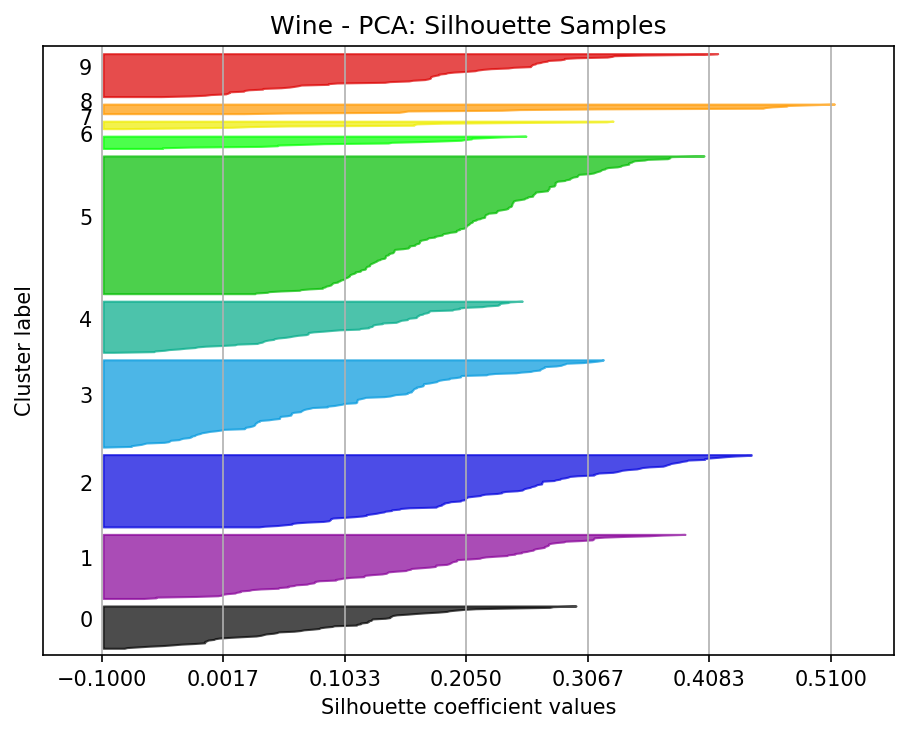 Wine - PCA: Silhouette Samples
9
8
7
6
5
4
3
2
1
0
Cluster label
−0.1000 0.0017 0.1033 0.2050 0.3067 0.4083 0.5100
Silhouette coefficient values